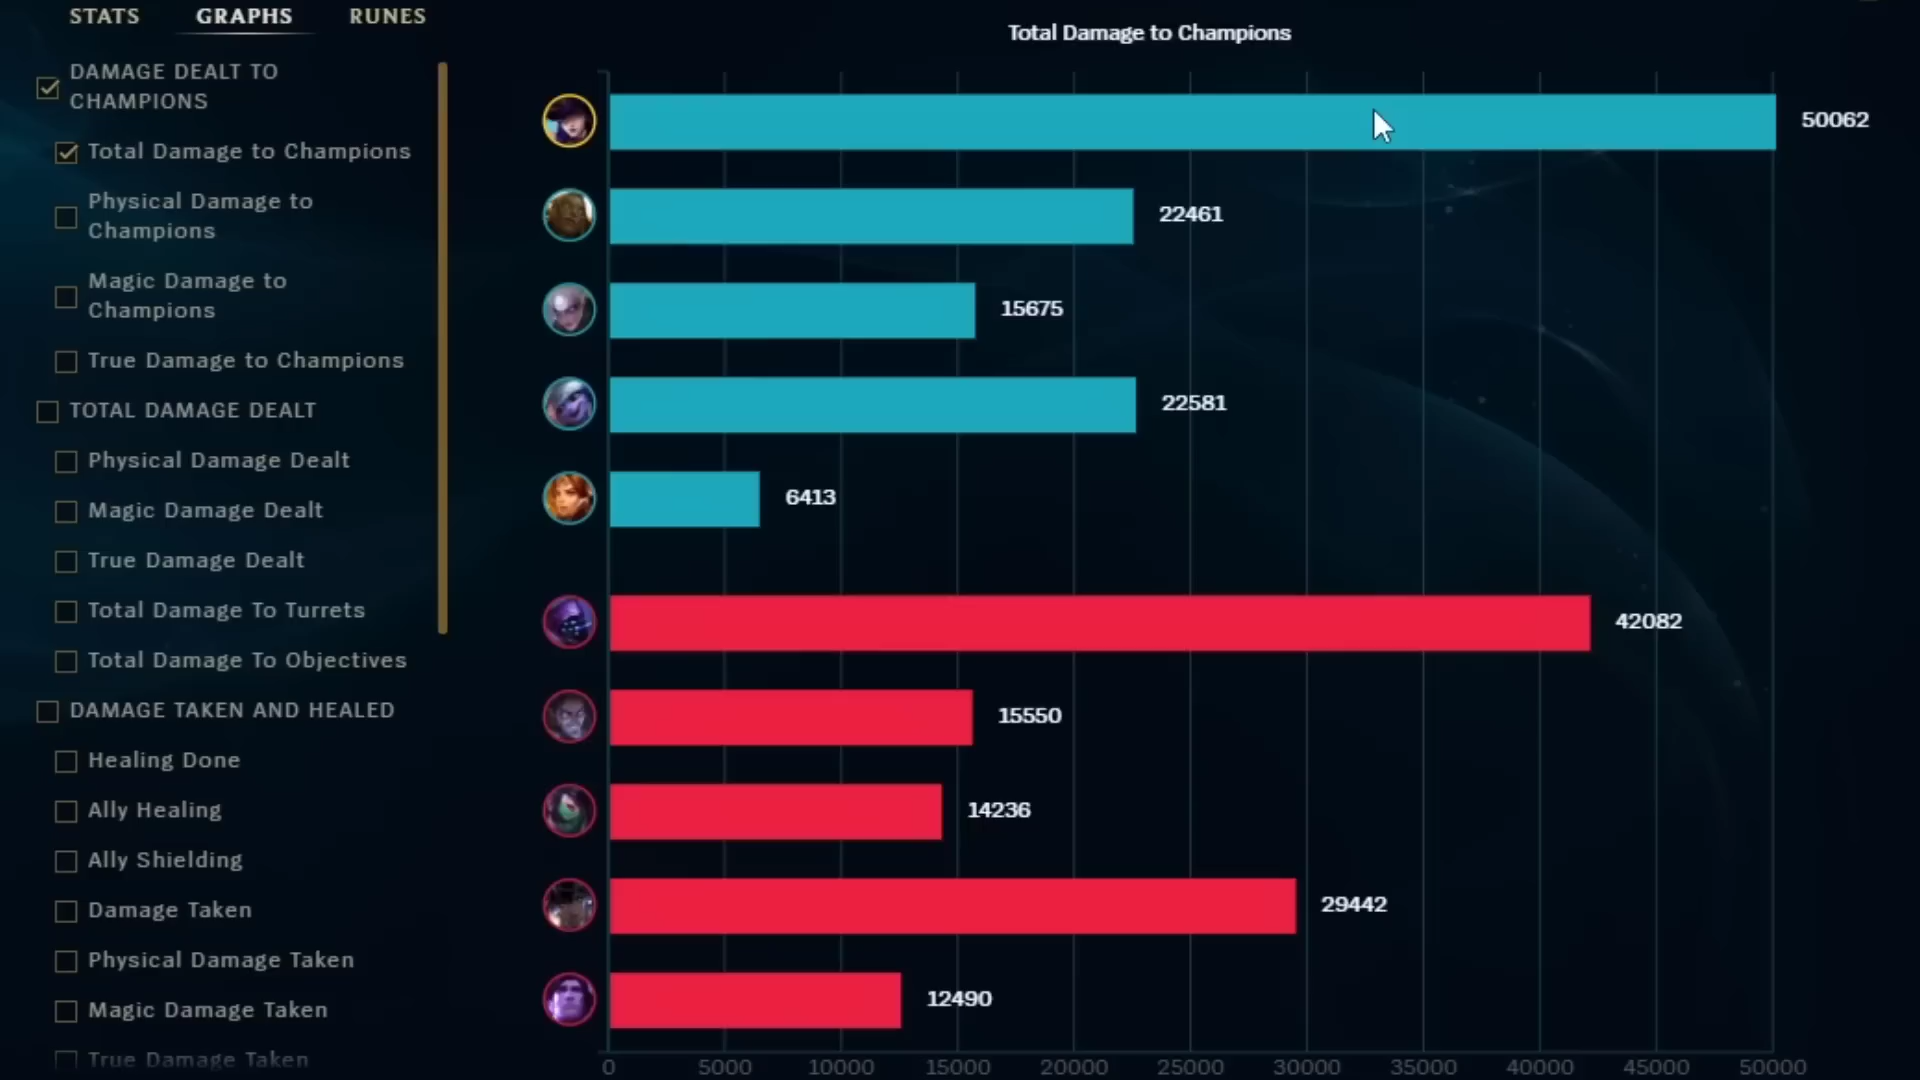 STATS GRAPHS RUNES
DAMAGE DEALT TO
CHAMPIONS
Total Damage to Champions
Physical Damage to
Champions
Magic Damage to
Champions
True Damage to Champions
TOTAL DAMAGE DEALT
Physical Damage Dealt
Magic Damage Dealt
True Damage Dealt
Total Damage To Turrets
Total Damage To Objectives
DAMAGE TAKEN AND HEALED
Healing Done
Ally Healing
Ally Shielding
Damage Taken
Physical Damage Taken
Magic Damage Taken
True Damage Taken
Total Damage to Champions
50062
22461
15675
22581
6413
42082
15550
14236
29442
12490
0 5000 10000 15000 20000 25000 30000 35000 40000 45000 50000